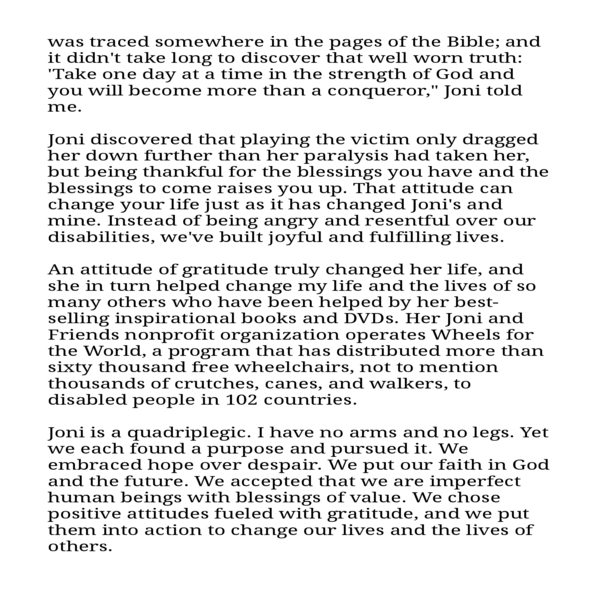 was traced somewhere in the pages of the Bible; and
it didn't take long to discover that well worn truth:
'Take one day at a time in the strength of God and
you will become more than a conqueror,'' Joni told
me.
Joni discovered that playing the victim only dragged
her down further than her paralysis had taken her,
but being thankful for the blessings you have and the
blessings to come raises you up. That attitude can
change your life just as it has changed Joni's and
mine. Instead of being angry and resentful over our
disabilities, we've built joyful and fulfilling lives.
An attitude of gratitude truly changed her life, and
she in turn helped change my life and the lives of so
many others who have been helped by her best-
selling inspirational books and DVDs. Her Joni and
Friends nonprofit organization operates Wheels for
the World, a program that has distributed more than
sixty thousand free wheelchairs, not to mention
thousands of crutches, canes, and walkers, to
disabled people in 102 countries.
Joni is a quadriplegic. I have no arms and no legs. Yet
we each found a purpose and pursued it. We
embraced hope over despair. We put our faith in God
and the future. We accepted that we are imperfect
human beings with blessings of value. We chose
positive attitudes fueled with gratitude, and we put
them into action to change our lives and the lives of
others.